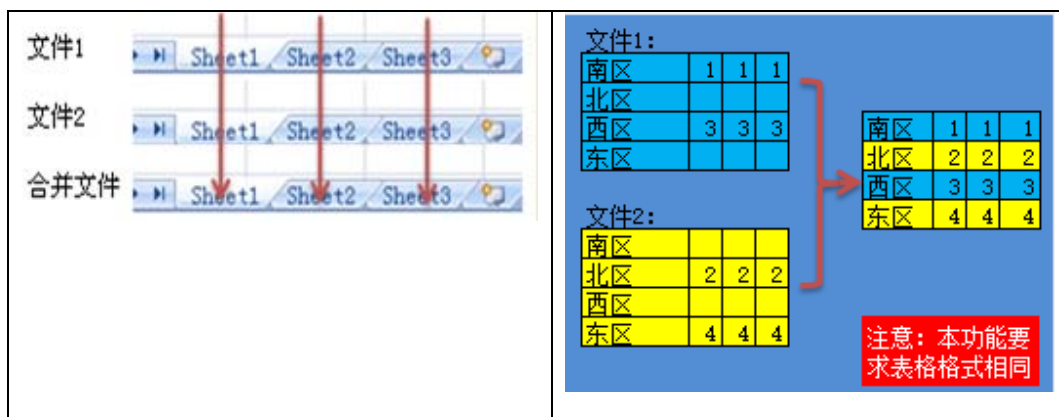 文件1
Sheet1 Sheet2 Sheet3
文件2
Sheet1 Sheet2 Sheet3
合并文件
Sheet1 Sheet2 Sheet3
文件1:
南区 1 1 1
北区
西区 3 3 3
东区
文件2:
南区
北区 2 2 2
西区
东区 4 4 4
南区 1 1 1
北区 2 2 2
西区 3 3 3
东区 4 4 4
注意: 本功能要
求表格格式相同